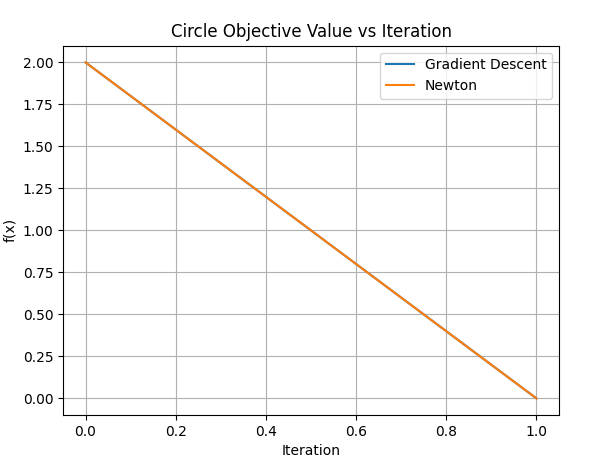 Circle Objective Value vs Iteration
Gradient Descent
Newton
f(x)
2.00
1.75
1.50
1.25
1.00
0.75
0.50
0.25
0.00
0.0 0.2 0.4 0.6 0.8 1.0
Iteration